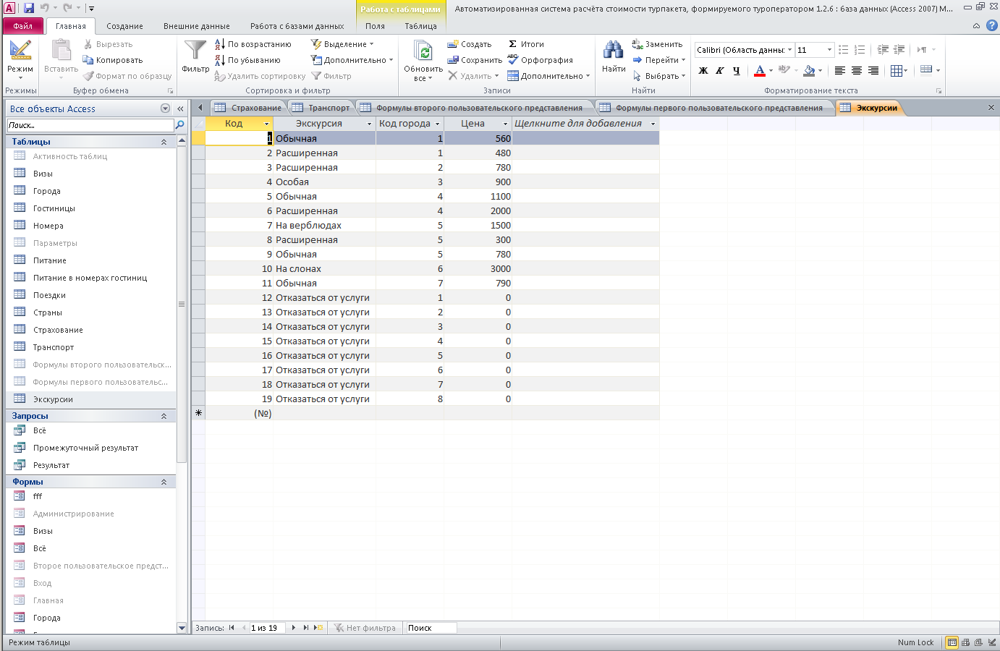 Работа с таблицами
Автоматизированная система расчёта стоимости турпакета, формируемого туроператором 1.2.6 : база данных (Access 2007) M...
Файл Главная Создание Внешние данные Работа с базами данных Поля Таблица
Режим
Режимы
Вставить
Вырезать
Копировать
Формат по образцу
Буфер обмена
Фильтр
По возрастанию
По убыванию
Удалить сортировку
Выделение
Дополнительно
Фильтр
Сортировка и фильтр
Обновить
все
Создать
Сохранить
Удалить
Итоги
Орфография
Дополнительно
Записи
Найти
Заменить
Перейти
Выбрать
Найти
Calibri (Область данны: 11
Ж К Ч
Форматирование текста
Все объекты Access
Поиск...
Таблицы
Активность таблиц
Визы
Города
Гостиницы
Номера
Параметры
Питание
Питание в номерах гостиниц
Поездки
Страны
Страхование
Транспорт
Формулы второго пользовательск...
Формулы первого пользовательс...
Экскурсии
Запросы
Всё
Промежуточный результат
Результат
Формы
fff
Администрирование
Визы
Всё
Второе пользовательское предст...
Вход
Главная
Города
Страхование Транспорт Формулы второго пользовательского представления Формулы первого пользовательского представления Экскурсии
Код Экскурсия Код города Цена Щелкните для добавления
1 Обычная 1 560
2 Расширенная 1 480
3 Расширенная 2 780
4 Особая 3 900
5 Обычная 4 1100
6 Расширенная 4 2000
7 На верблюдах 5 1500
8 Расширенная 5 300
9 Обычная 5 780
10 На слонах 6 3000
11 Обычная 7 790
12 Отказаться от услуги 1 0
13 Отказаться от услуги 2 0
14 Отказаться от услуги 3 0
15 Отказаться от услуги 4 0
16 Отказаться от услуги 5 0
17 Отказаться от услуги 6 0
18 Отказаться от услуги 7 0
19 Отказаться от услуги 8 0
(№)
Запись: 1 из 19 Нет фильтра Поиск
Режим таблицы Num Lock